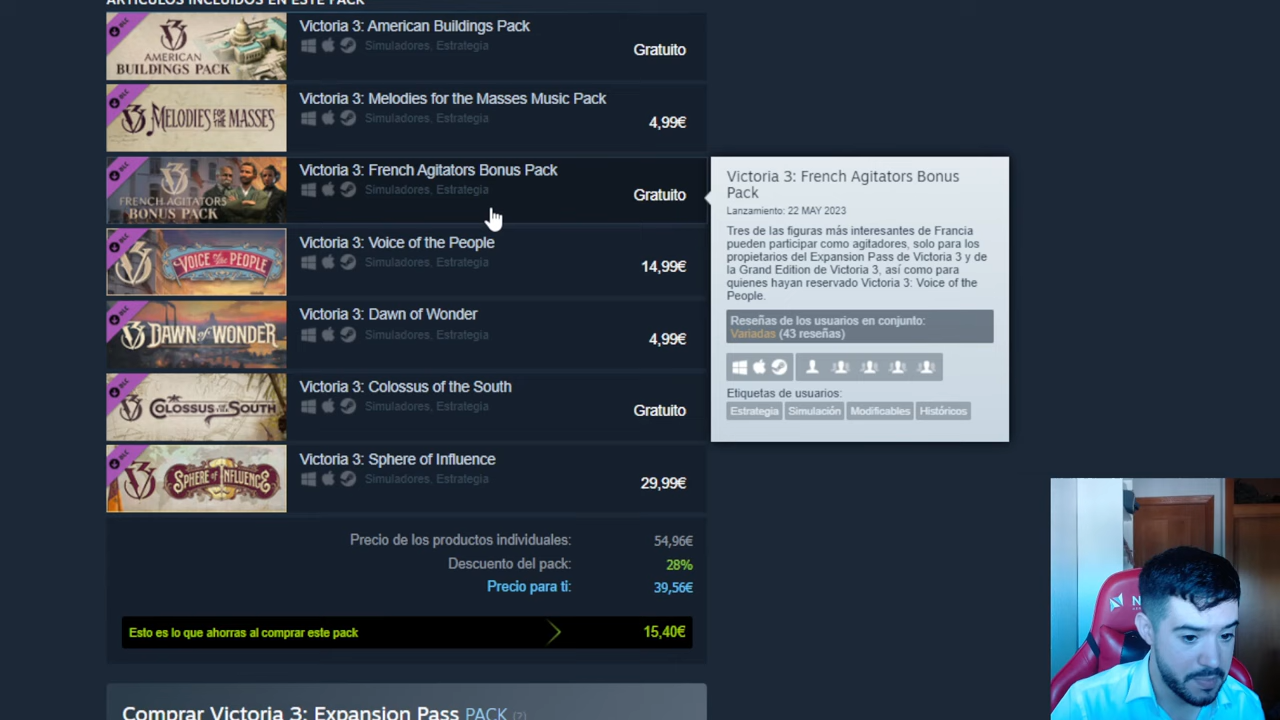 ARTÍCULOS INCLUIDOS EN ESTE PACK
AMERICAN
BUILDINGS PACK
Victoria 3: American Buildings Pack
Simuladores, Estrategia
Gratuito
MELODIES FOR THE MASSES
Victoria 3: Melodies for the Masses Music Pack
Simuladores, Estrategia
4,99€
FRENCH AGITATORS
BONUS PACK
Victoria 3: French Agitators Bonus Pack
Simuladores, Estrategia
Gratuito
VOICE OF THE PEOPLE
Victoria 3: Voice of the People
Simuladores, Estrategia
14,99€
DAWN OF WONDER
Victoria 3: Dawn of Wonder
Simuladores, Estrategia
4,99€
COLOSSUS OF THE SOUTH
Victoria 3: Colossus of the South
Simuladores, Estrategia
Gratuito
SPHERE OF INFLUENCE
Victoria 3: Sphere of Influence
Simuladores, Estrategia
29,99€
Precio de los productos individuales: 54,96€
Descuento del pack: 28%
Precio para ti: 39,56€
Esto es lo que ahorras al comprar este pack 15,40€
Comprar Victoria 3: Expansion Pass PACK (?)
Victoria 3: French Agitators Bonus
Pack
Lanzamiento: 22 MAY 2023
Tres de las figuras más interesantes de Francia
pueden participar como agitadores, solo para los
propietarios del Expansion Pass de Victoria 3 y de
la Grand Edition de Victoria 3, así como para
quienes hayan reservado Victoria 3: Voice of the
People.
Reseñas de los usuarios en conjunto:
Variadas (43 reseñas)
Etiquetas de usuarios:
Estrategia Simulación Modificables Históricos